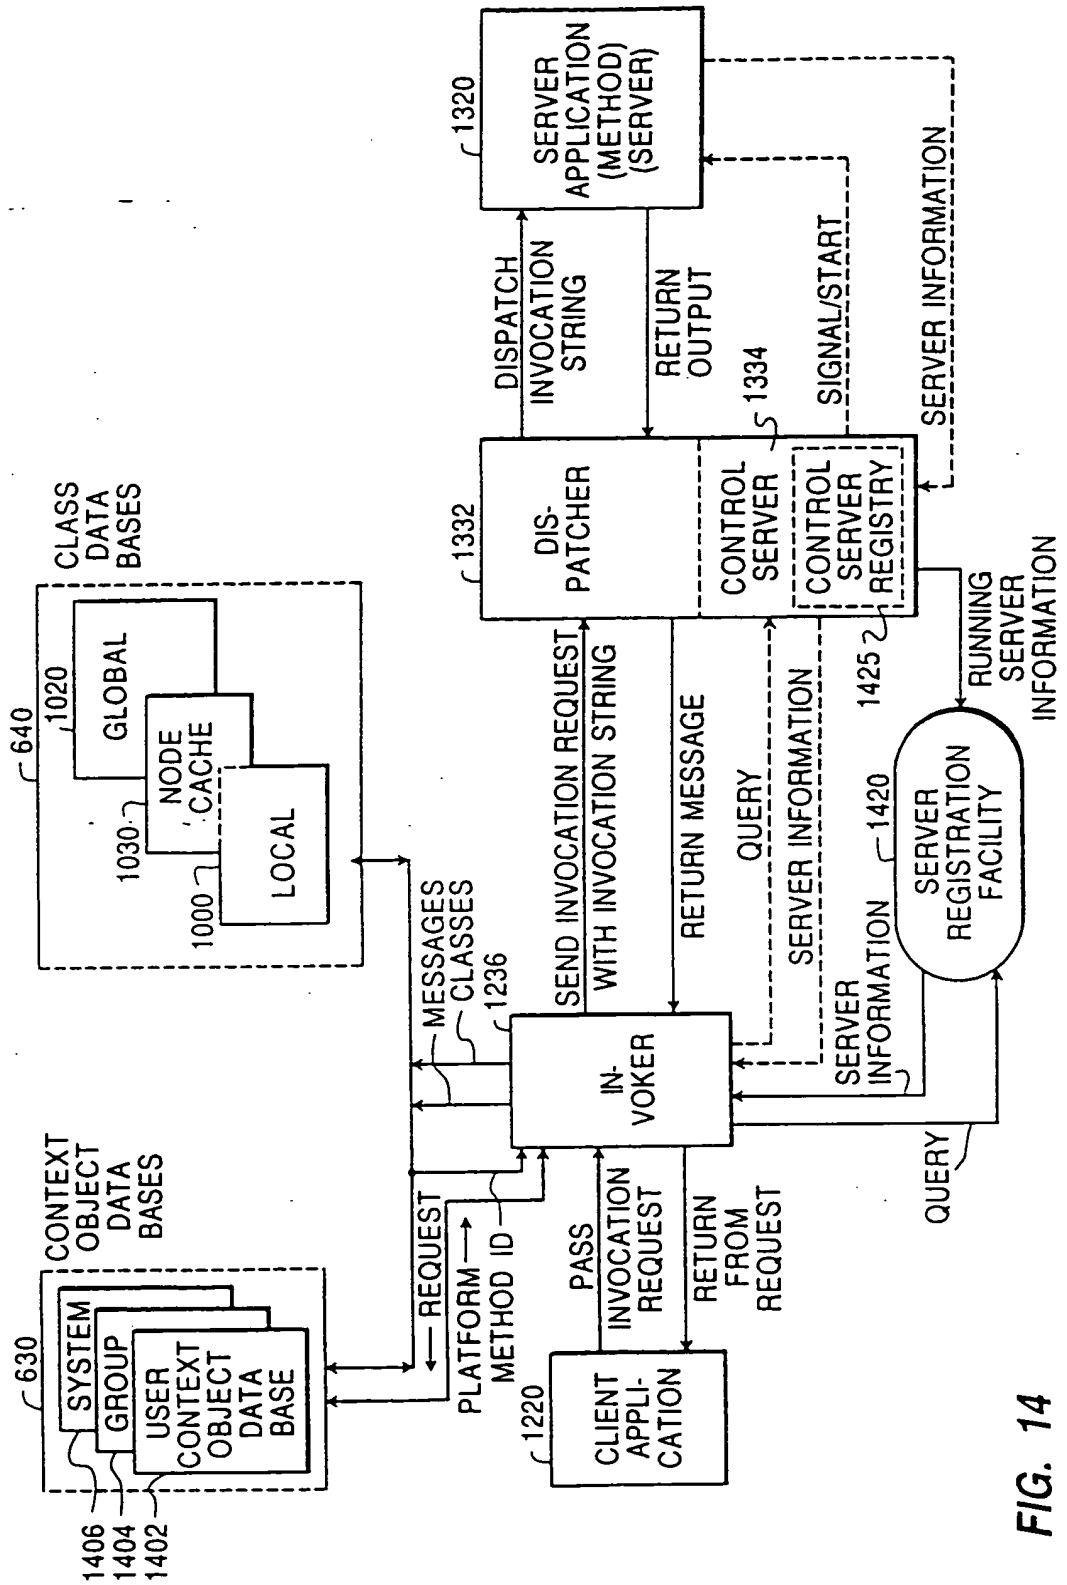 630
CONTEXT
OBJECT
DATA
BASES
SYSTEM
GROUP
USER
CONTEXT
OBJECT
DATA
BASE
1406
1404
1402
640
CLASS
DATA
BASES
1020
GLOBAL
1030
NODE
CACHE
1000
LOCAL
REQUEST
PLATFORM
METHOD ID
MESSAGES
CLASSES
1220
CLIENT
APPLI-
CATION
PASS
INVOCATION
REQUEST
RETURN
FROM
REQUEST
1236
IN-
VOKER
SEND INVOCATION REQUEST
WITH INVOCATION STRING
RETURN MESSAGE
QUERY
SERVER INFORMATION
1332
DIS-
PATCHER
CONTROL
SERVER
1334
CONTROL
SERVER
REGISTRY
1425
DISPATCH
INVOCATION
STRING
RETURN
OUTPUT
1320
SERVER
APPLICATION
(METHOD)
(SERVER)
SIGNAL/START
SERVER INFORMATION
SERVER
INFORMATION
QUERY
1420
SERVER
REGISTRATION
FACILITY
RUNNING
SERVER
INFORMATION
FIG. 14